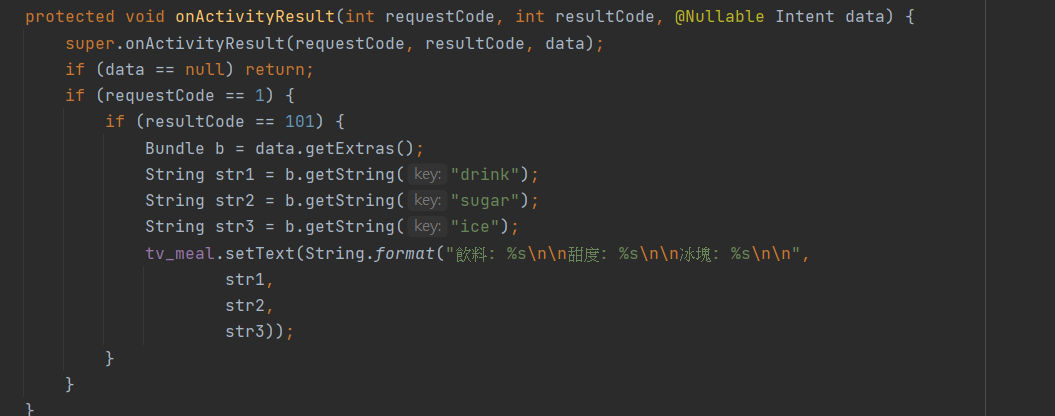 protected void onActivityResult(int requestCode, int resultCode, @Nullable Intent data) {
super.onActivityResult(requestCode, resultCode, data);
if (data == null) return;
if (requestCode == 1) {
if (resultCode == 101) {
Bundle b = data.getExtras();
String str1 = b.getString( key: "drink");
String str2 = b.getString( key: "sugar");
String str3 = b.getString( key: "ice");
tv_meal.setText(String.format("飲料: %s\n\n甜度: %s\n\n冰塊: %s\n\n",
str1,
str2,
str3));
}
}
}